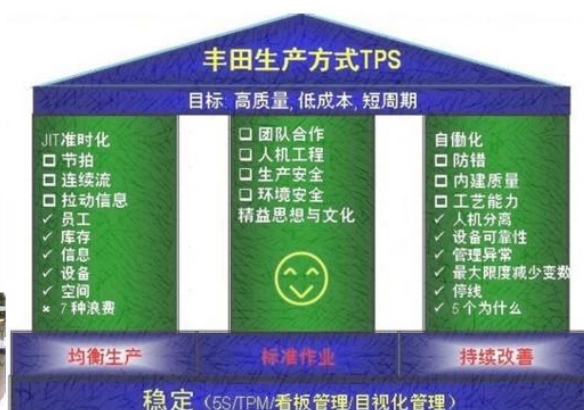 丰田生产方式TPS
目标: 高质量, 低成本, 短周期
JIT准时化
□ 节拍
□ 连续流
□ 拉动信息
✓ 员工
✓ 库存
✓ 信息
✓ 设备
✓ 空间
× 7种浪费
❑ 团队合作
❑ 人机工程
❑ 生产安全
❑ 环境安全
精益思想与文化
自働化
□ 防错
□ 内建质量
□ 工艺能力
✓ 人机分离
✓ 设备可靠性
✓ 管理异常
✓ 最大限度减少变数
✓ 停线
✓ 5个为什么
均衡生产
标准作业
持续改善
稳定（5S/TPM/看板管理/目视化管理）